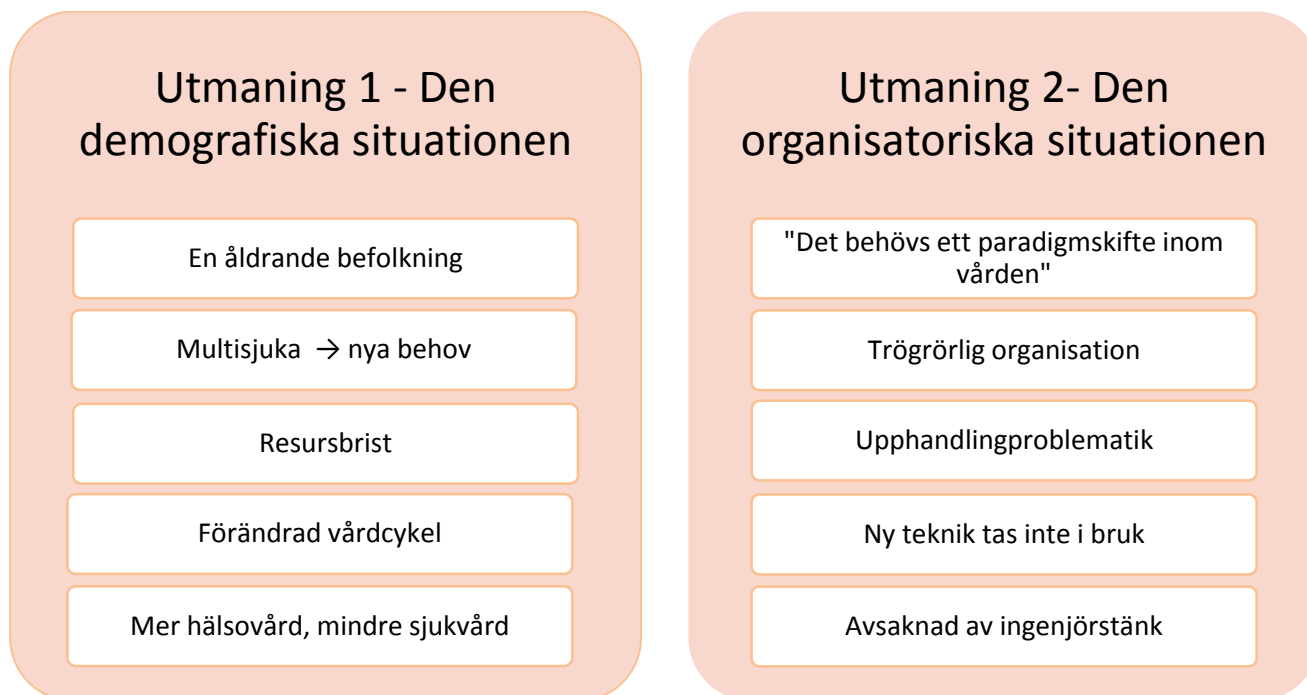 Utmaning 1 - Den
demografiska situationen
En åldrande befolkning
Multisjuka → nya behov
Resursbrist
Förändrad vårdcykel
Mer hälsovård, mindre sjukvård
Utmaning 2- Den
organisatoriska situationen
"Det behövs ett paradigmskifte inom
vården"
Trögrörlig organisation
Upphandlingproblematik
Ny teknik tas inte i bruk
Avsaknad av ingenjörstänk